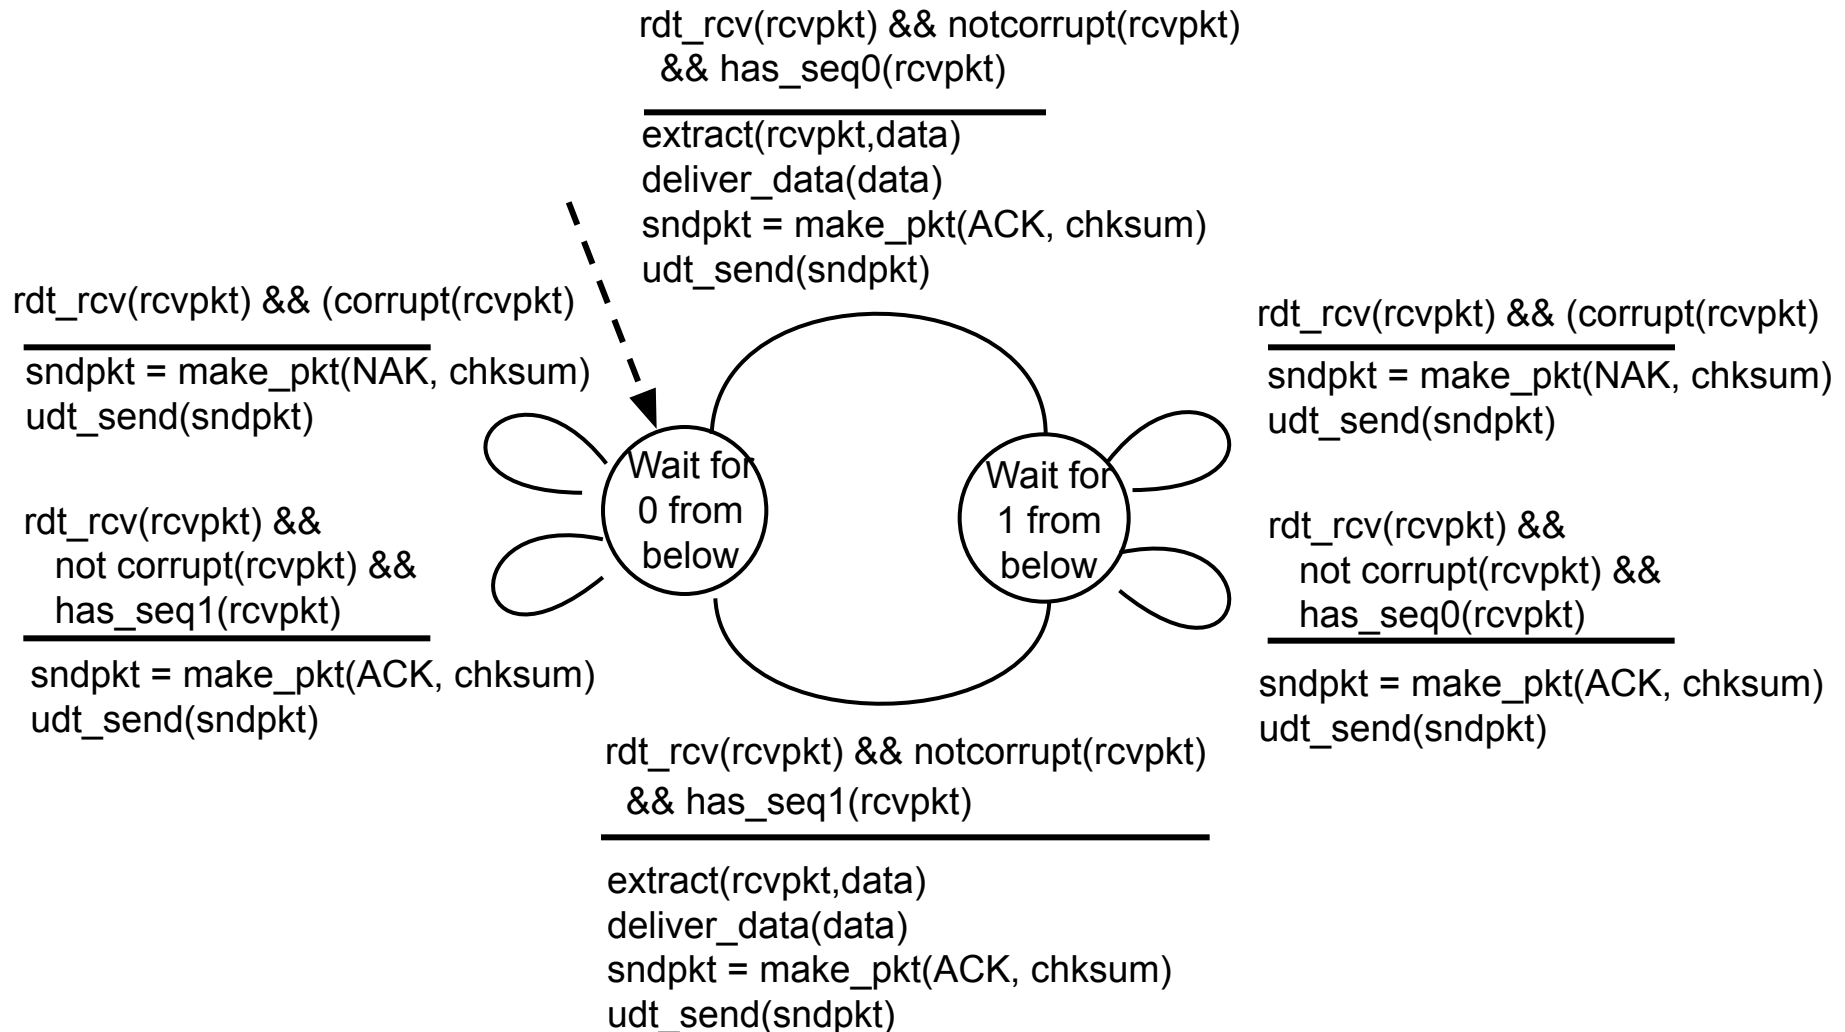 rdt_rcv(rcvpkt) && notcorrupt(rcvpkt)
&& has_seq0(rcvpkt)
extract(rcvpkt,data)
deliver_data(data)
sndpkt = make_pkt(ACK, chksum)
udt_send(sndpkt)
rdt_rcv(rcvpkt) && (corrupt(rcvpkt)
sndpkt = make_pkt(NAK, chksum)
udt_send(sndpkt)
rdt_rcv(rcvpkt) &&
not corrupt(rcvpkt) &&
has_seq1(rcvpkt)
sndpkt = make_pkt(ACK, chksum)
udt_send(sndpkt)
Wait for
0 from
below
Wait for
1 from
below
rdt_rcv(rcvpkt) && (corrupt(rcvpkt)
sndpkt = make_pkt(NAK, chksum)
udt_send(sndpkt)
rdt_rcv(rcvpkt) &&
not corrupt(rcvpkt) &&
has_seq0(rcvpkt)
sndpkt = make_pkt(ACK, chksum)
udt_send(sndpkt)
rdt_rcv(rcvpkt) && notcorrupt(rcvpkt)
&& has_seq1(rcvpkt)
extract(rcvpkt,data)
deliver_data(data)
sndpkt = make_pkt(ACK, chksum)
udt_send(sndpkt)